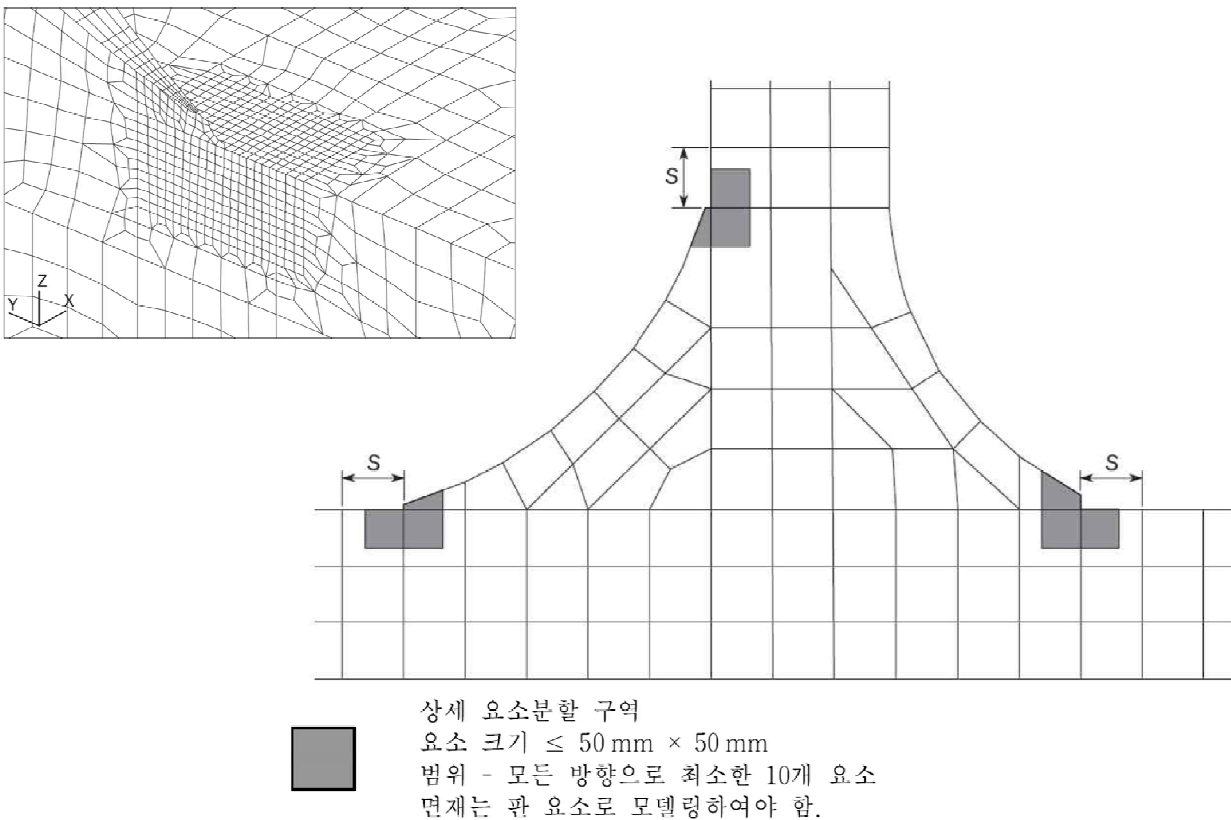 Z
Y
X
S
S
S
상세 요소분할 구역
요소 크기 ≤ 50 mm × 50 mm
범위 - 모든 방향으로 최소한 10개 요소
면재는 판 요소로 모델링하여야 함.